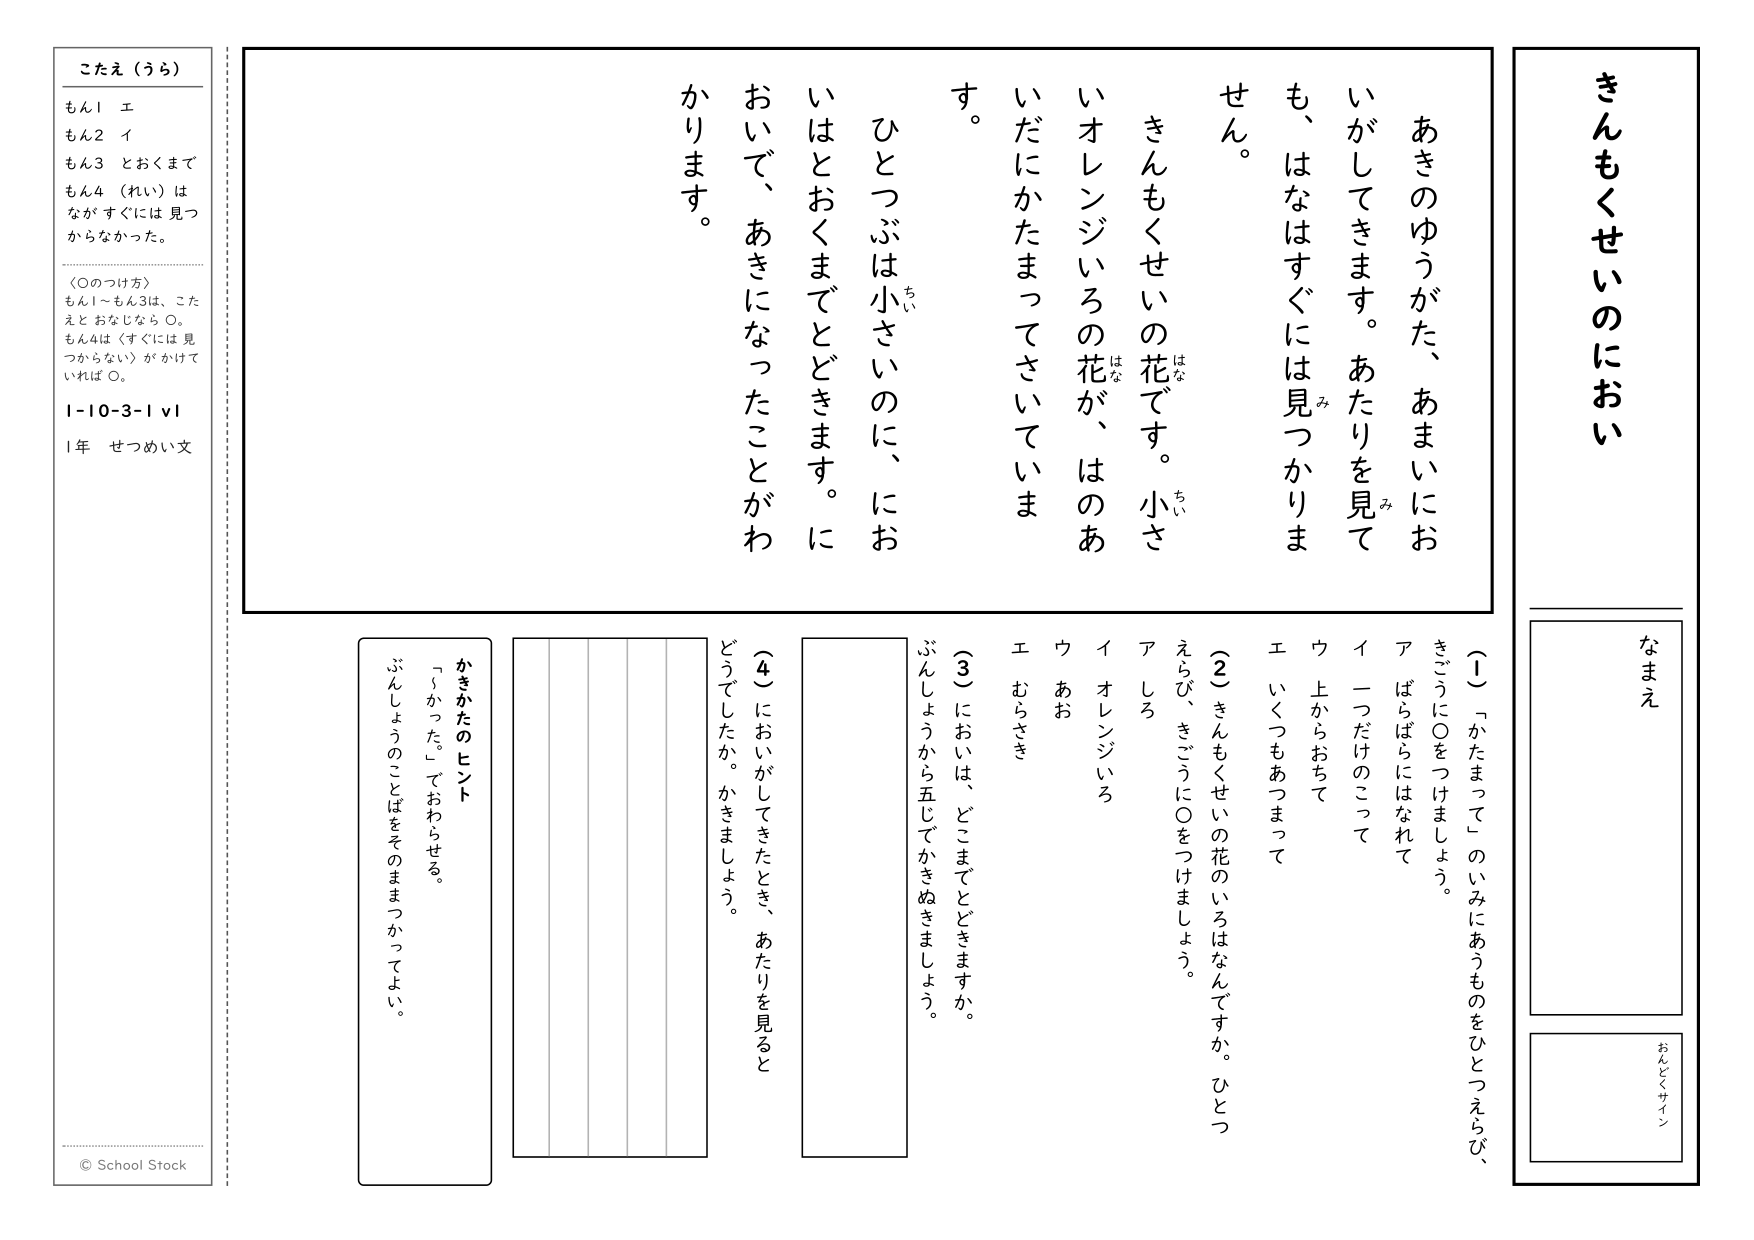 きんもくせいのにおい
なまえ
おんどくサイン
あきのゆうがた、あまいにお
いがしてきます。あたりを見て
も、はなはすぐには見つかりま
せん。
きんもくせいの花です。小さ
いオレンジいろの花が、はのあ
いだにかたまってさいていま
す。
ひとつぶは小さいのに、にお
いはとおくまでとどきます。に
おいで、あきになったことがわ
かります。
み
み
はな
ちい
はな
ちい
(1)「かたまって」のいみにあうものをひとつえらび、
きごうに〇をつけましょう。
ア ばらばらにはなれて
イ 一つだけのこって
ウ 上からおちて
エ いくつもあつまって
(2)きんもくせいの花のいろはなんですか。ひとつ
えらび、きごうに〇をつけましょう。
ア しろ
イ オレンジいろ
ウ あお
エ むらさき
(3)においは、どこまでとどきますか。
ぶんしょうから五じでかきぬきましょう。
(4)においがしてきたとき、あたりを見ると
どうでしたか。かきましょう。
かきかたの ヒント
「〜かった。」でおわらせる。
ぶんしょうのことばをそのままつかってよい。
こたえ（うら）
もん1 エ
もん2 イ
もん3 とおくまで
もん4 （れい）は
なが すぐには 見つ
からなかった。
〈〇のつけ方〉
もん1～もん3は、こた
えと おなじなら 〇。
もん4は〈すぐには 見
つからない〉が かけて
いれば 〇。
1-10-3-1 v1
1年 せつめい文
© School Stock